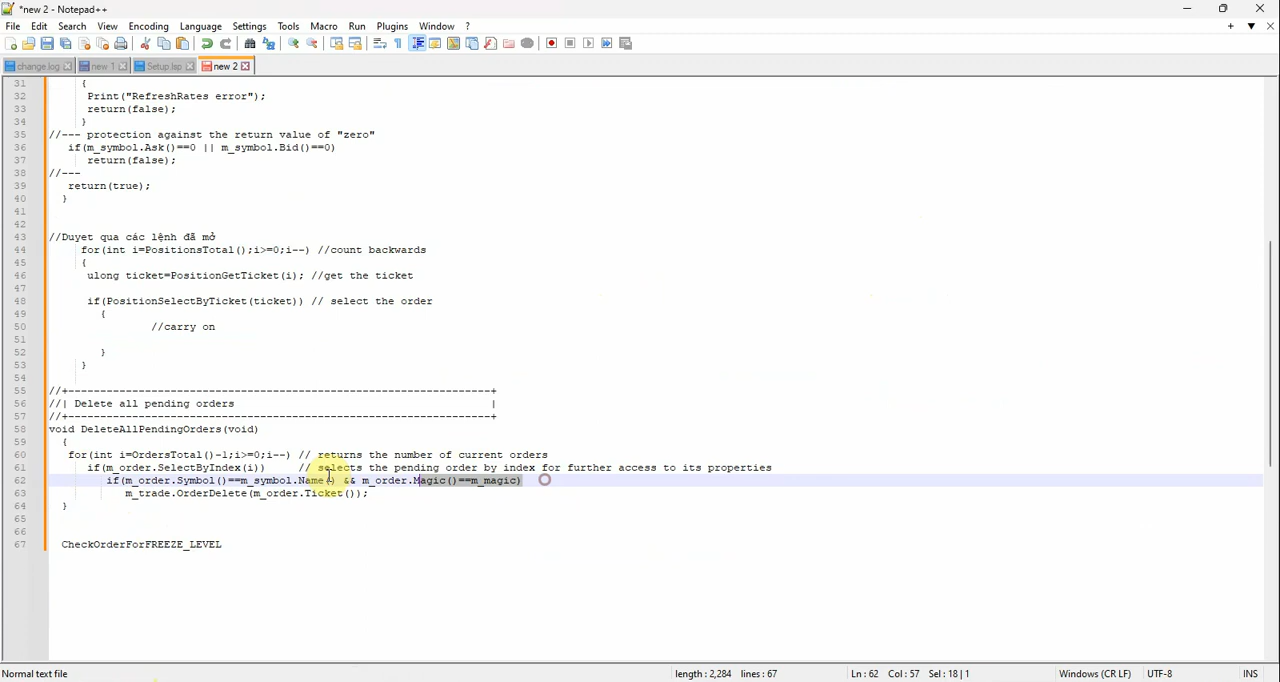 *new 2 - Notepad++
File Edit Search View Encoding Language Settings Tools Macro Run Plugins Window ?
change.log new 1 Setup.lsp new 2
31 {
32 Print("RefreshRates error");
33 return(false);
34 }
35 //--- protection against the return value of "zero"
36 if(m_symbol.Ask()==0 || m_symbol.Bid()==0)
37 return(false);
38 //---
39 return(true);
40 }
41
42
43 //Duyet qua các lệnh đã mở
44 for(int i=PositionsTotal();i>=0;i--) //count backwards
45 {
46 ulong ticket=PositionGetTicket(i); //get the ticket
47
48 if(PositionSelectByTicket(ticket)) // select the order
49 {
50 //carry on
51
52 }
53 }
54
55 //+------------------------------------------------------------------+
56 //| Delete all pending orders |
57 //+------------------------------------------------------------------+
58 void DeleteAllPendingOrders(void)
59 {
60 for(int i=OrdersTotal()-1;i>=0;i--) // returns the number of current orders
61 if(m_order.SelectByIndex(i)) // selects the pending order by index for further access to its properties
62 if(m_order.Symbol()==m_symbol.Name() && m_order.Magic()==m_magic)
63 m_trade.OrderDelete(m_order.Ticket());
64 }
65
66
67 CheckOrderForFREEZE_LEVEL
Normal text file length : 2,284 lines : 67 Ln : 62 Col : 57 Sel : 18 | 1 Windows (CR LF) UTF-8 INS